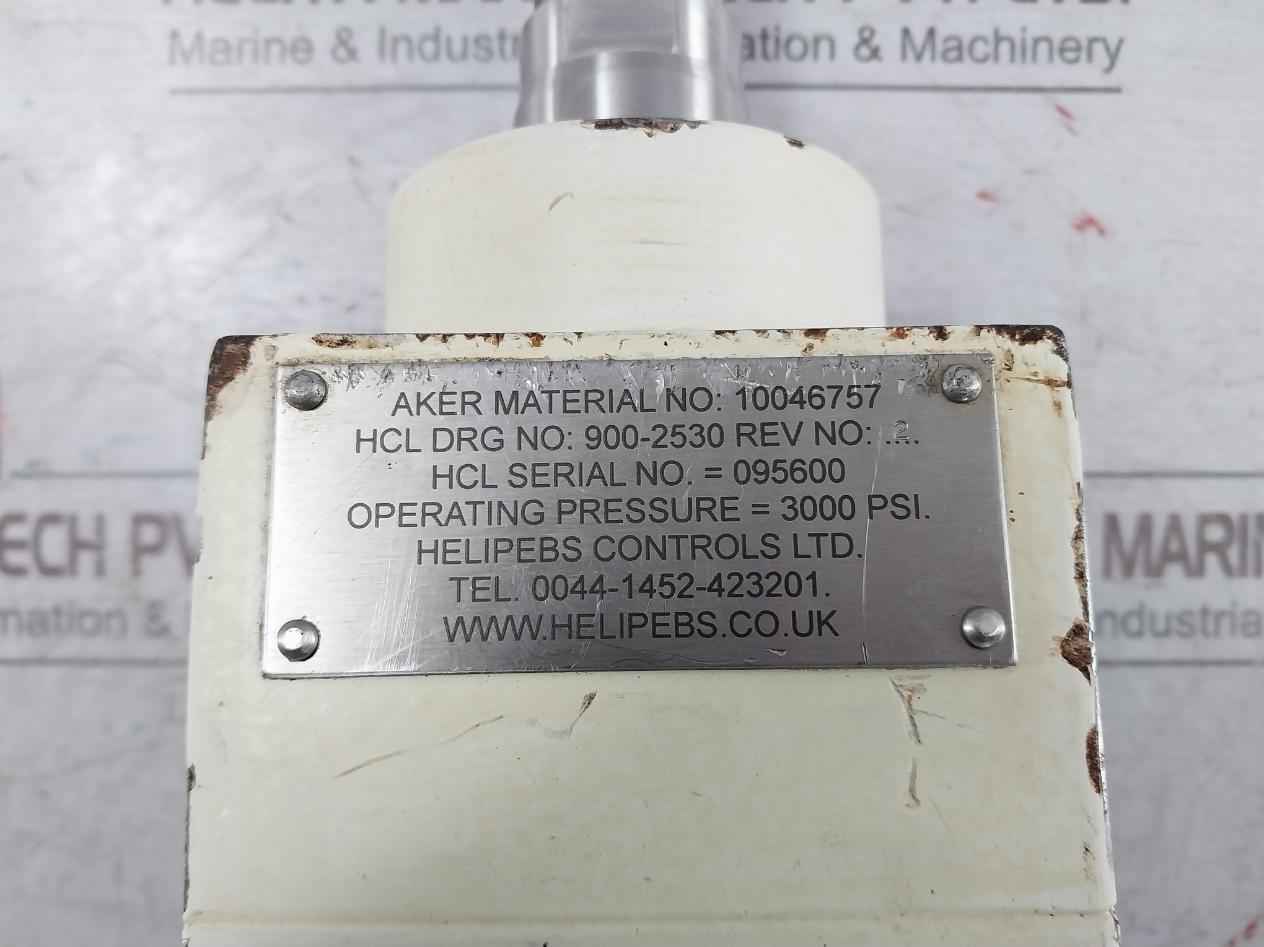 Marine & Industrial Automation & Machinery
AKER MATERIAL NO: 10046757
HCL DRG NO: 900-2530 REV NO: .2..
HCL SERIAL NO. = 095600
OPERATING PRESSURE = 3000 PSI.
HELIPEBS CONTROLS LTD.
TEL. 0044-1452-423201.
WWW.HELIPEBS.CO.UK
ECH PV
MARIN
mation &
ndustria